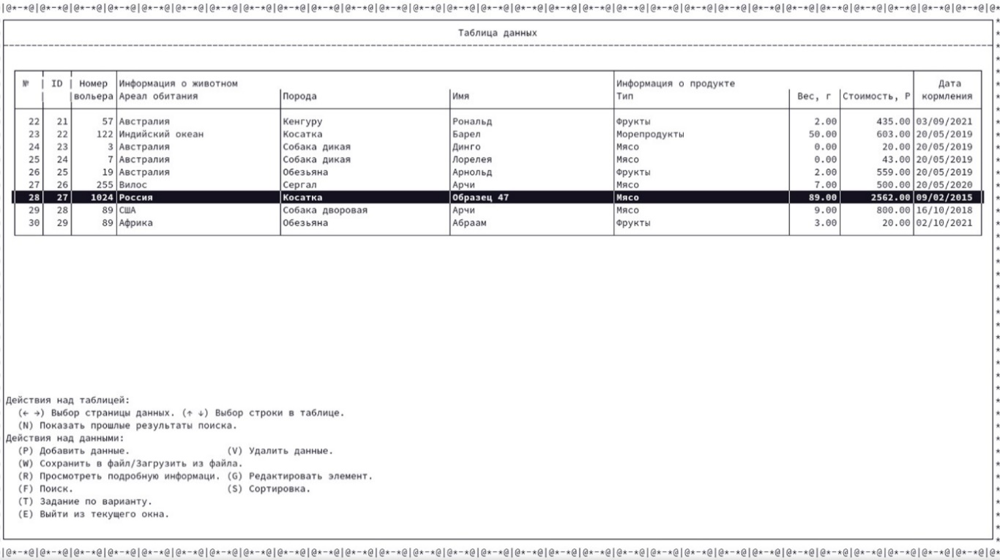 |@*-*@|@*-*@|@*-*@|@*-*@|@*-*@|@*-*@|@*-*@|@*-*@|@*-*@|@*-*@|@*-*@|@*-*@|@*-*@|@*-*@|@*-*@|@*-*@|@*-*@|@*-*@|@*-*@|@*-*@|@*-*@|@*-*@|@*-*@|@*-*@|@*-*@|@*-*@|@*-*@|@*-*@|@*-*@|@*
Таблица данных
№ | ID | Номер | Информация о животном | Информация о продукте | Дата
вольера | Ареал обитания | Порода | Имя | Тип | Вес, г | Стоимость, Р | кормления
22 | 21 | 57 | Австралия | Кенгуру | Рональд | Фрукты | 2.00 | 435.00 | 03/09/2021
23 | 22 | 122 | Индийский океан | Косатка | Барел | Морепродукты | 50.00 | 603.00 | 20/05/2019
24 | 23 | 3 | Австралия | Собака дикая | Динго | Мясо | 0.00 | 20.00 | 20/05/2019
25 | 24 | 7 | Австралия | Собака дикая | Лорелея | Мясо | 0.00 | 43.00 | 20/05/2019
26 | 25 | 19 | Австралия | Обезьяна | Арнольд | Фрукты | 2.00 | 559.00 | 20/05/2019
27 | 26 | 255 | Вилос | Сергал | Арчи | Мясо | 7.00 | 500.00 | 20/05/2020
28 | 27 | 1024 | Россия | Косатка | Образец 47 | Мясо | 89.00 | 2562.00 | 09/02/2015
29 | 28 | 89 | США | Собака дворовая | Арчи | Мясо | 9.00 | 800.00 | 16/10/2018
30 | 29 | 89 | Африка | Обезьяна | Абраам | Фрукты | 3.00 | 20.00 | 02/10/2021
Действия над таблицей:
(← →) Выбор страницы данных. (↑ ↓) Выбор строки в таблице.
(N) Показать прошлые результаты поиска.
Действия над данными:
(P) Добавить данные. (V) Удалить данные.
(W) Сохранить в файл/Загрузить из файла.
(R) Просмотреть подробную информаци. (G) Редактировать элемент.
(F) Поиск. (S) Сортировка.
(T) Задание по варианту.
(E) Выйти из текущего окна.
|@*-*@|@*-*@|@*-*@|@*-*@|@*-*@|@*-*@|@*-*@|@*-*@|@*-*@|@*-*@|@*-*@|@*-*@|@*-*@|@*-*@|@*-*@|@*-*@|@*-*@|@*-*@|@*-*@|@*-*@|@*-*@|@*-*@|@*-*@|@*-*@|@*-*@|@*-*@|@*-*@|@*-*@|@*-*@|@*